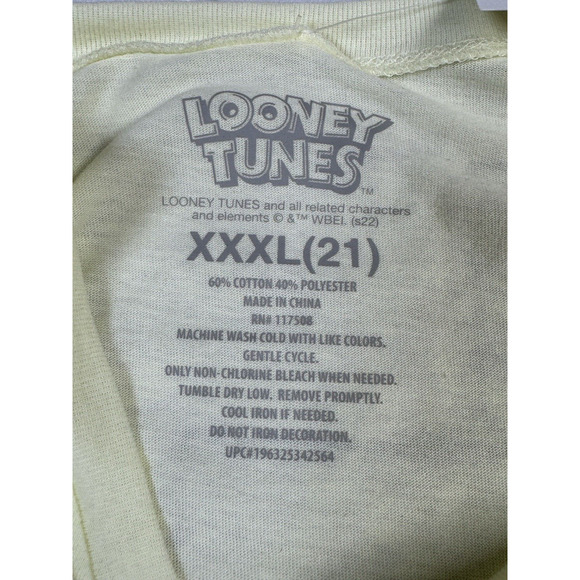 LOONEY
TUNES™
LOONEY TUNES and all related characters
and elements © &™ WBEI. (s22)
XXXL(21)
60% COTTON 40% POLYESTER
MADE IN CHINA
RN# 117508
MACHINE WASH COLD WITH LIKE COLORS.
GENTLE CYCLE.
ONLY NON-CHLORINE BLEACH WHEN NEEDED.
TUMBLE DRY LOW. REMOVE PROMPTLY.
COOL IRON IF NEEDED.
DO NOT IRON DECORATION.
UPC#196325342564